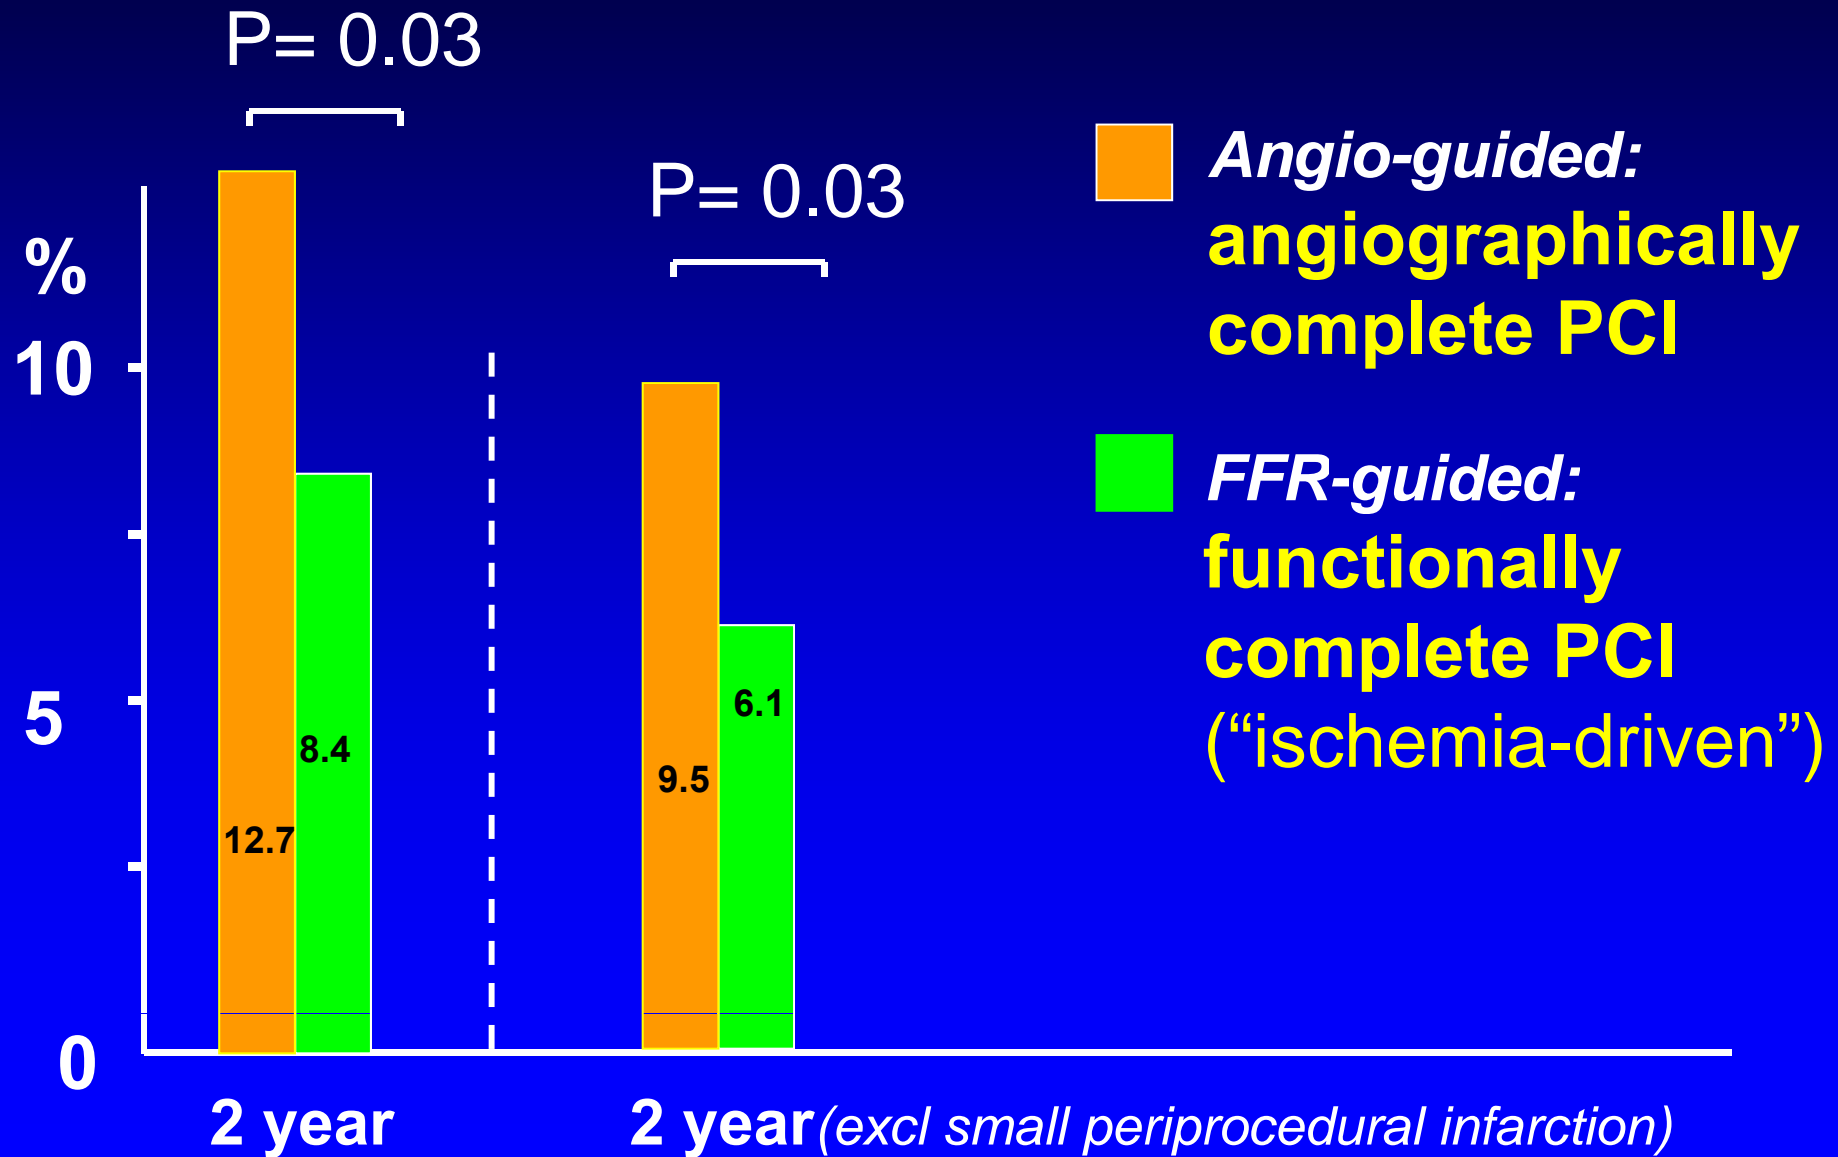 P= 0.03
P= 0.03
%
10
5
0
12.7
8.4
9.5
6.1
2 year
2 year (excl small periprocedural infarction)
Angio-guided:
angiographically
complete PCI
FFR-guided:
functionally
complete PCI
(“ischemia-driven”)